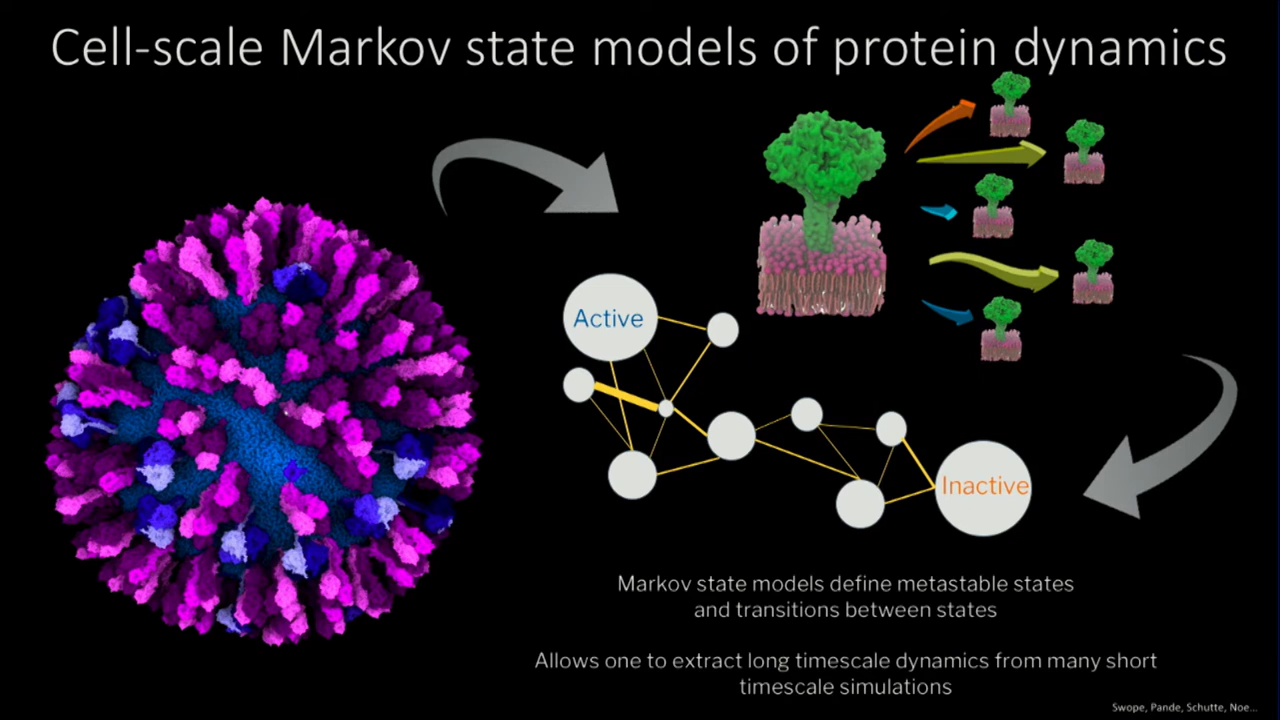 Cell-scale Markov state models of protein dynamics
Active
Inactive
Markov state models define metastable states
and transitions between states
Allows one to extract long timescale dynamics from many short
timescale simulations
Swope, Pande, Schutte, Noe...